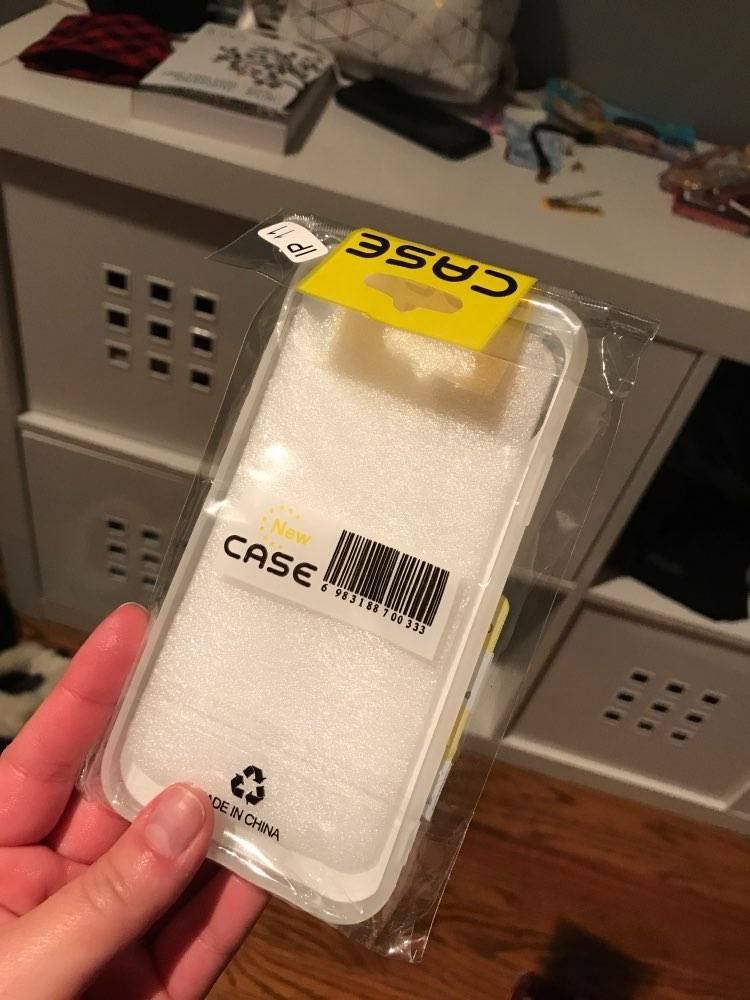 IP 11
CASE
New
CASE
6 983188 700333
ADE IN CHINA